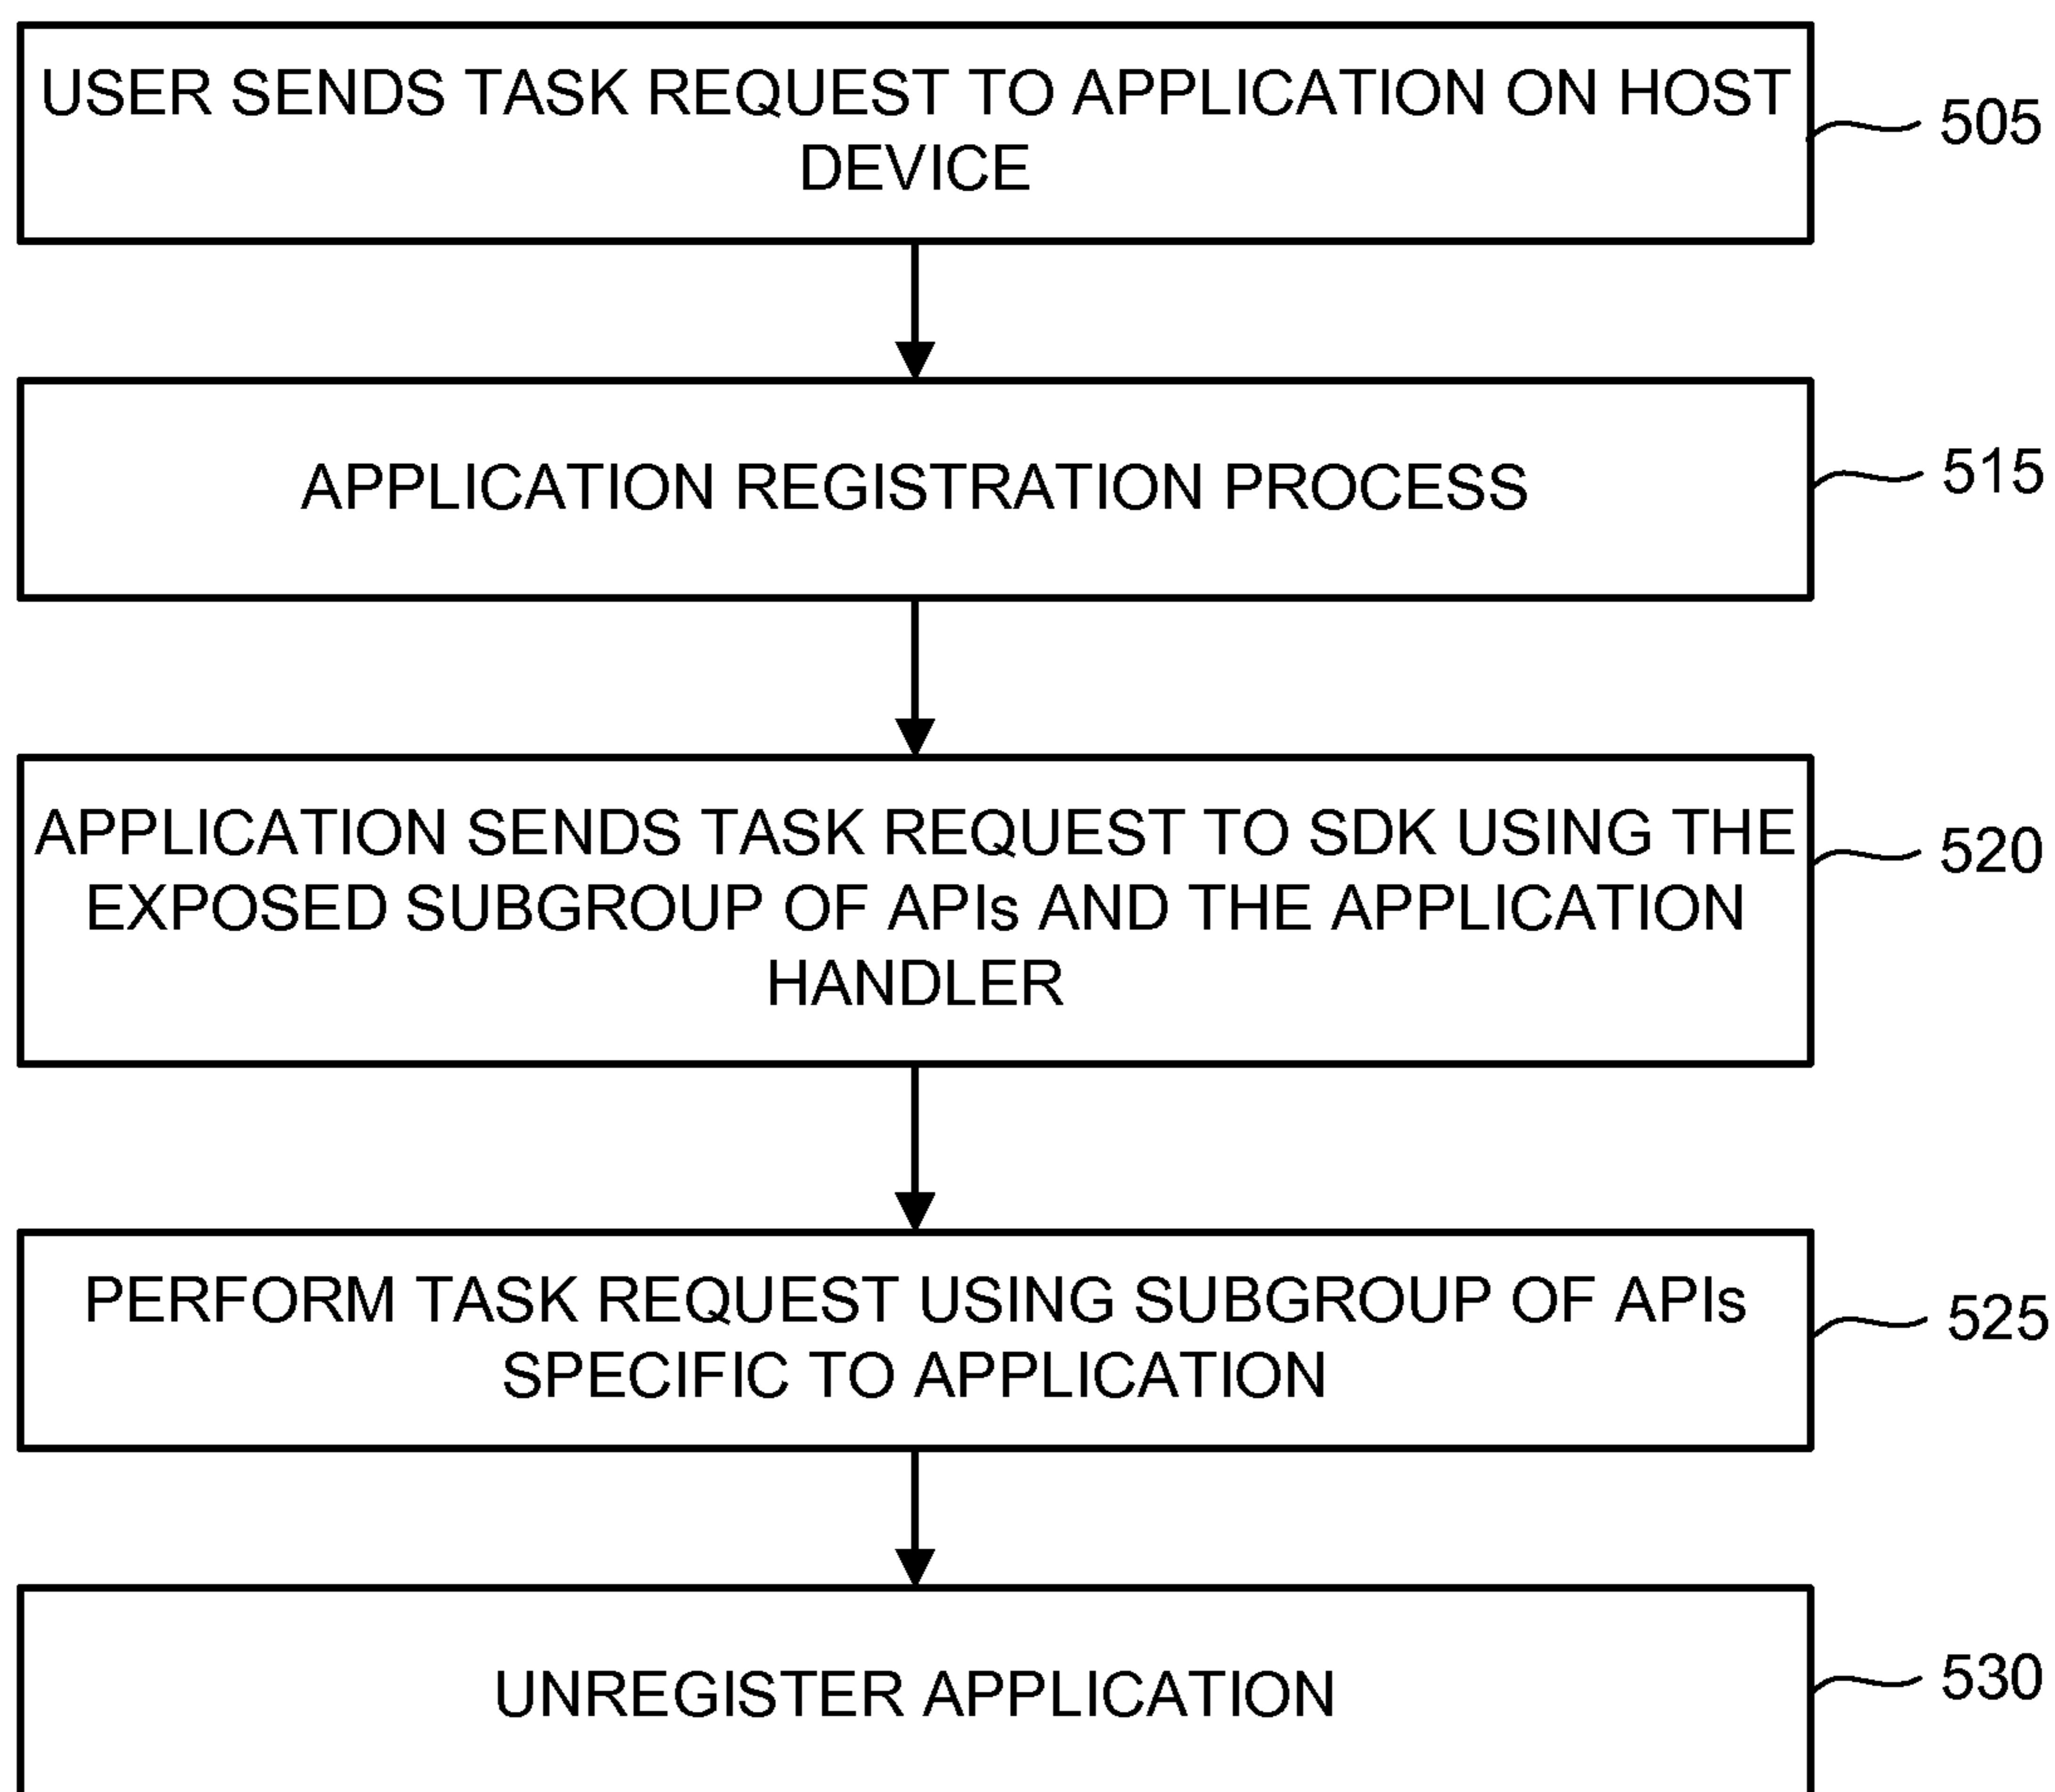 USER SENDS TASK REQUEST TO APPLICATION ON HOST
DEVICE
505
APPLICATION REGISTRATION PROCESS
515
APPLICATION SENDS TASK REQUEST TO SDK USING THE
EXPOSED SUBGROUP OF APIs AND THE APPLICATION
HANDLER
520
PERFORM TASK REQUEST USING SUBGROUP OF APIs
SPECIFIC TO APPLICATION
525
UNREGISTER APPLICATION
530